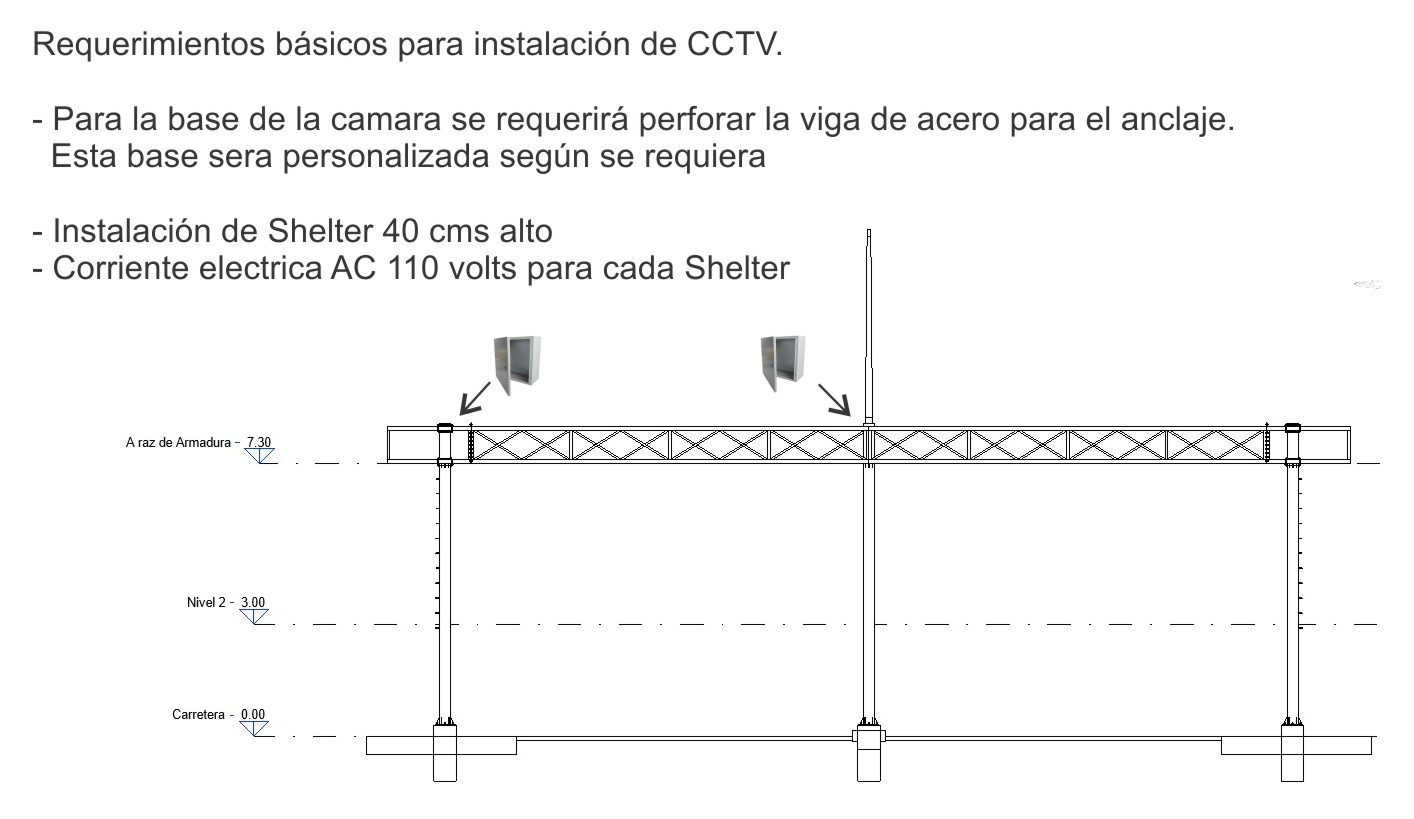 Requerimientos básicos para instalación de CCTV.
- Para la base de la camara se requerirá perforar la viga de acero para el anclaje.
Esta base sera personalizada según se requiera
- Instalación de Shelter 40 cms alto
- Corriente electrica AC 110 volts para cada Shelter
A raz de Armadura - 7.30
Nivel 2 - 3.00
Carretera - 0.00